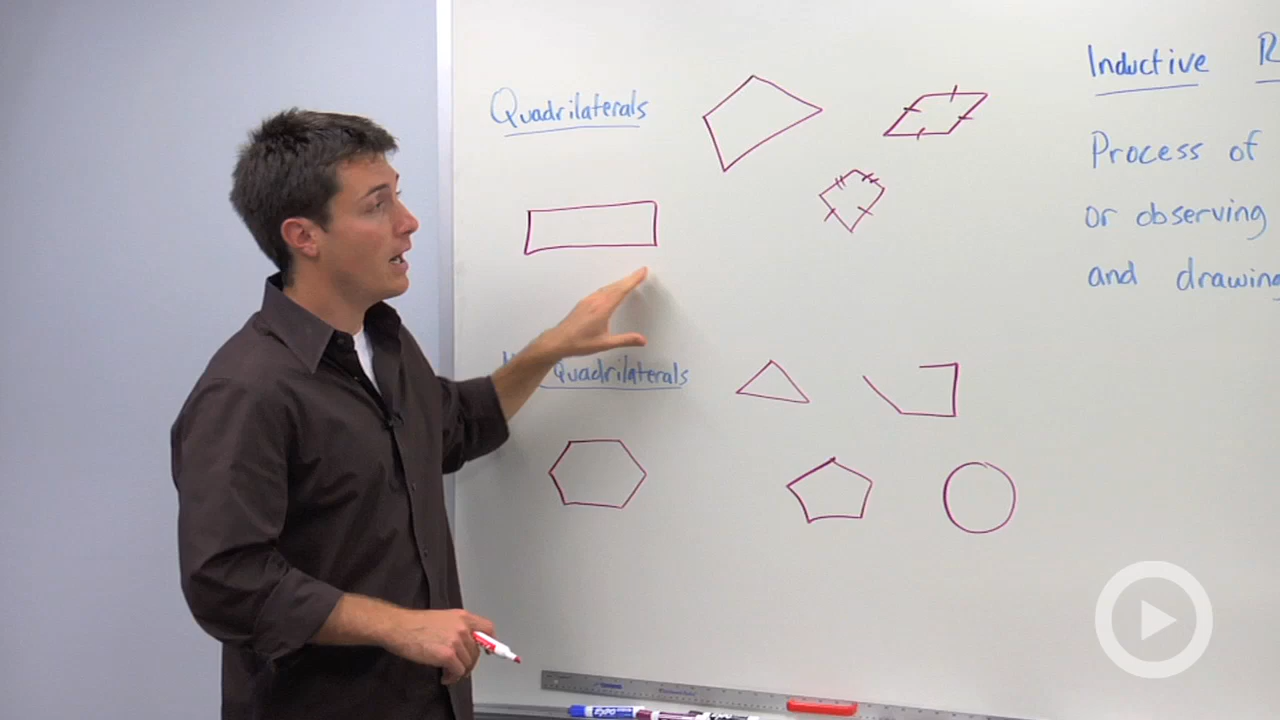 Quadrilaterals
Quadrilaterals
Inductive R
Process of
or observing
and drawing